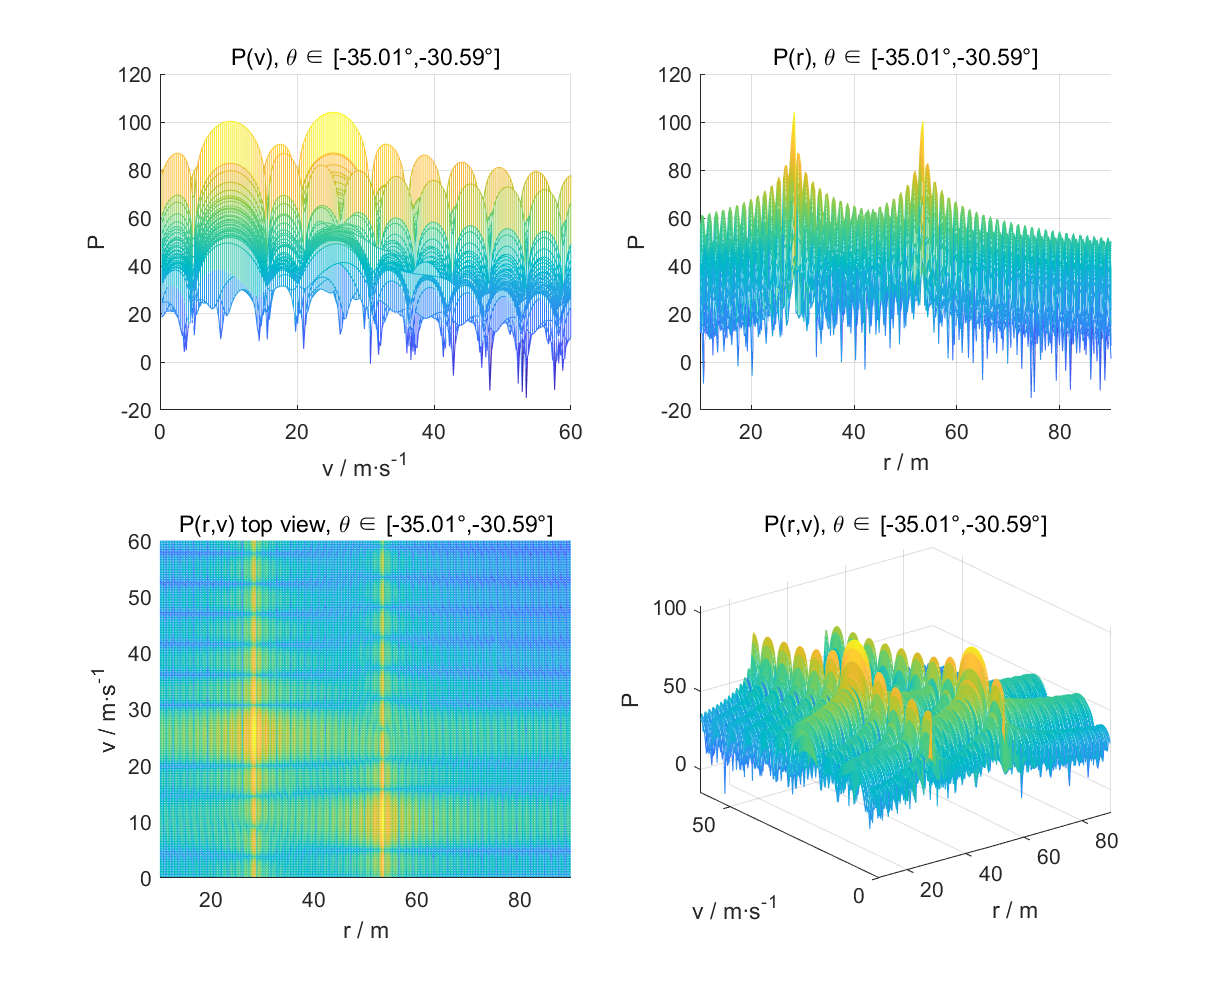 P(v), θ ∈ [-35.01°,-30.59°]
120
100
80
60
40
20
0
-20
P
0 20 40 60
v / m·s-1
P(r), θ ∈ [-35.01°,-30.59°]
120
100
80
60
40
20
0
-20
P
20 40 60 80
r / m
P(r,v) top view, θ ∈ [-35.01°,-30.59°]
60
50
40
30
20
10
0
v / m·s-1
20 40 60 80
r / m
P(r,v), θ ∈ [-35.01°,-30.59°]
100
50
0
P
50
0
v / m·s-1
20
40
60
80
r / m